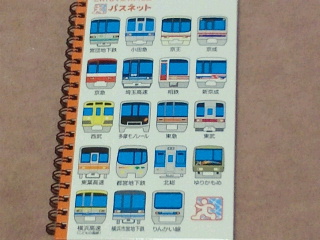 パスネット
営団地下鉄 小田急 京王 京成
京急 埼玉高速 相鉄 新京成
西武 多摩モノレール 東急 東武
東葉高速 都営地下鉄 北総 ゆりかもめ
横浜高速 横浜市営地下鉄 りんかい線